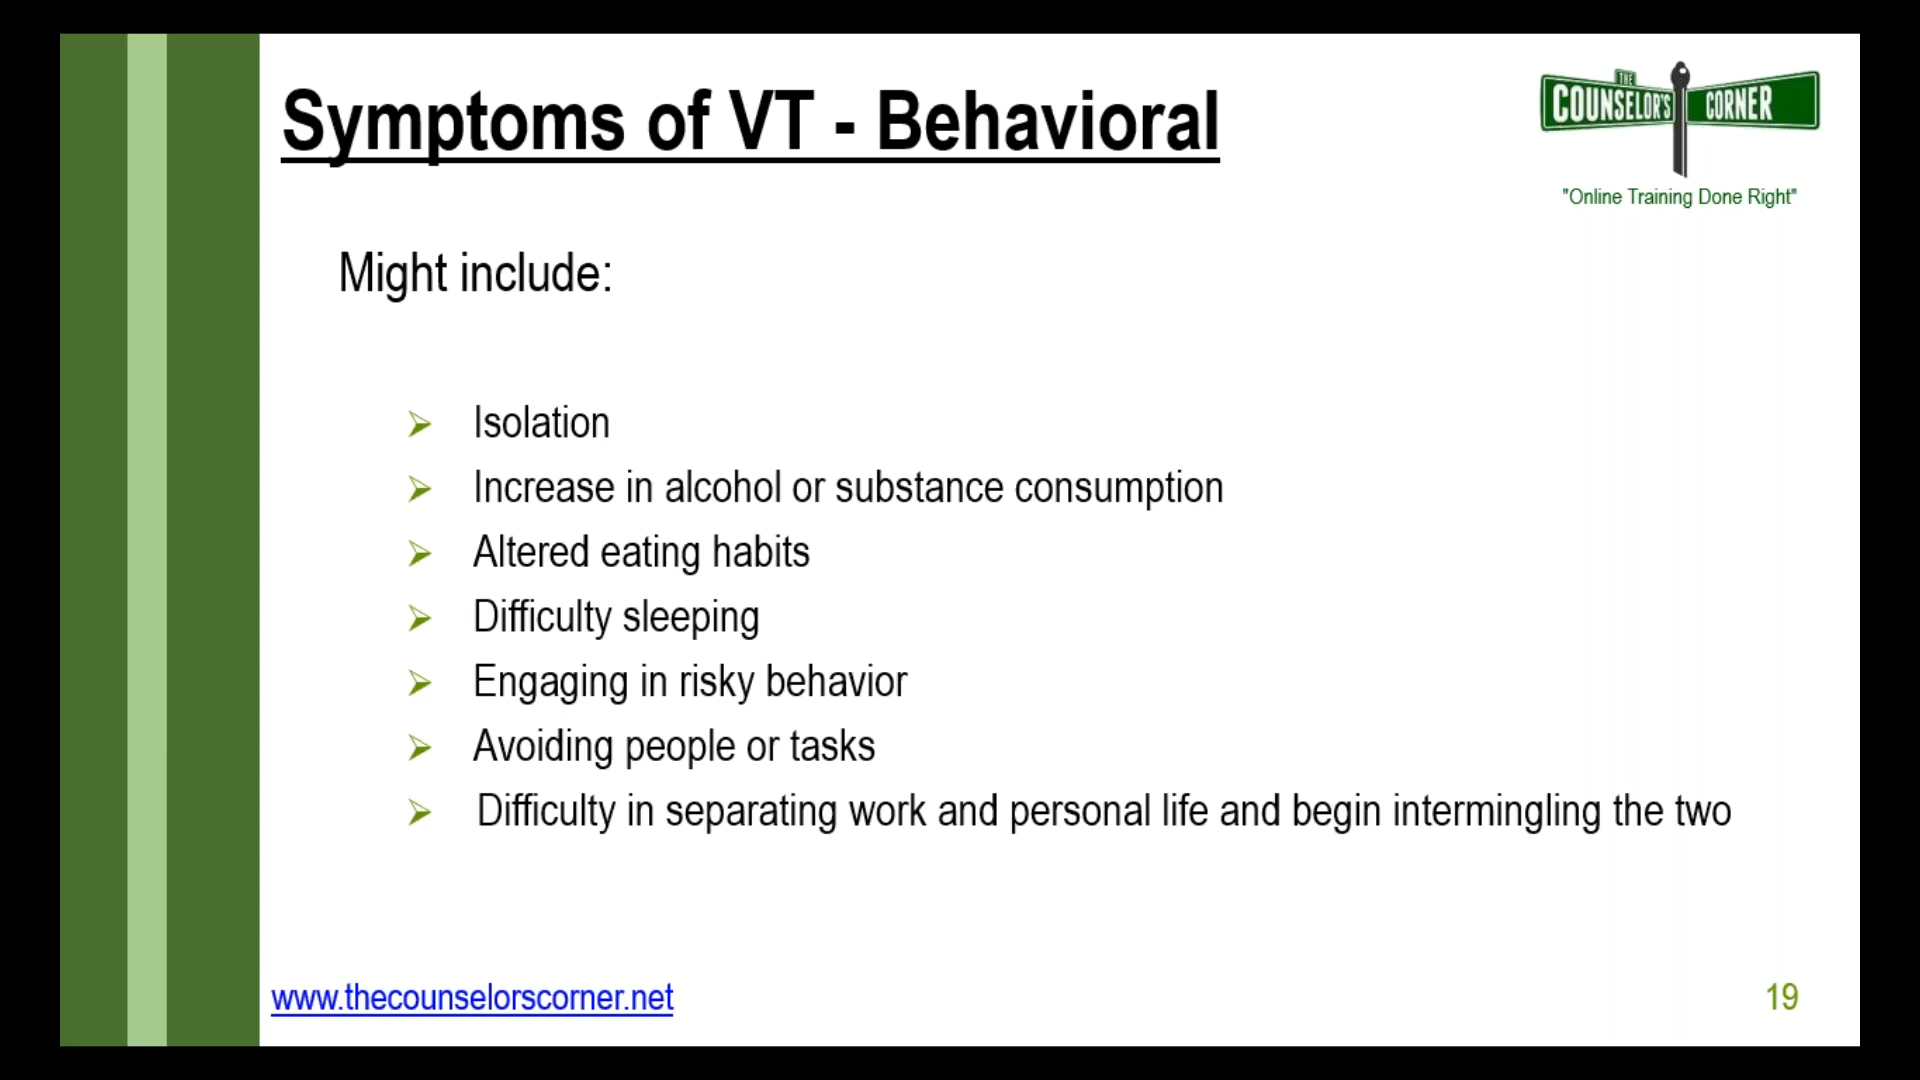 Symptoms of VT - Behavioral
THE
COUNSELOR'S CORNER
"Online Training Done Right"
Might include:
Isolation
Increase in alcohol or substance consumption
Altered eating habits
Difficulty sleeping
Engaging in risky behavior
Avoiding people or tasks
Difficulty in separating work and personal life and begin intermingling the two
www.thecounselorscorner.net
19